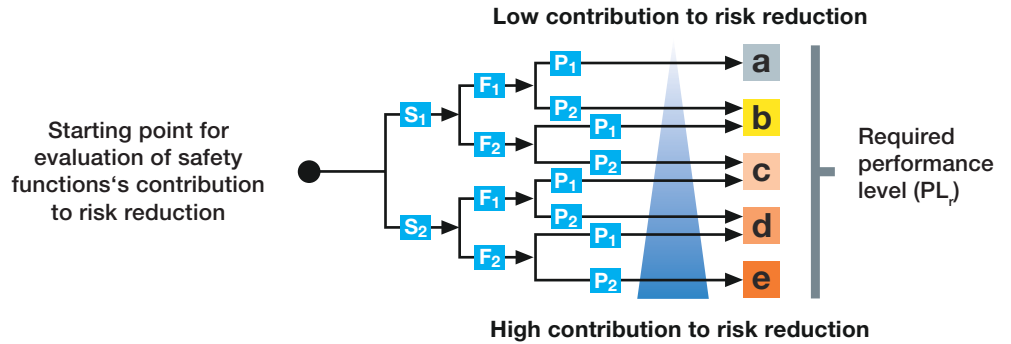 Low contribution to risk reduction
Starting point for
evaluation of safety
functions‘s contribution
to risk reduction
S₁
F₁
P₁
a
P₂
b
F₂
P₁
P₂
c
S₂
F₁
P₁
P₂
d
F₂
P₁
P₂
e
Required
performance
level (PLᵣ)
High contribution to risk reduction